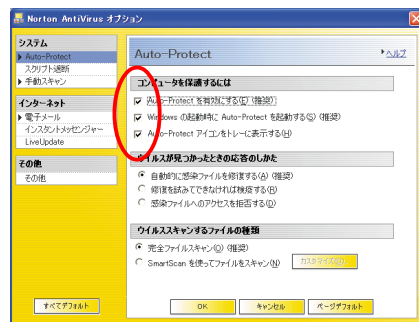 Norton AntiVirus オプション
システム
Auto-Protect
スクリプト遮断
手動スキャン
インターネット
電子メール
インスタントメッセンジャー
LiveUpdate
その他
その他
すべてデフォルト
Auto-Protect
ヘルプ
コンピュータを保護するには
Auto-Protect を有効にする(E) (推奨)
Windows の起動時に Auto-Protect を起動する(S) (推奨)
Auto-Protect アイコンをトレーに表示する(H)
ウイルスが見つかったときの応答のしかた
自動的に感染ファイルを修復する(A) (推奨)
修復を試みてできなければ検疫する(R)
感染ファイルへのアクセスを拒否する(D)
ウイルススキャンするファイルの種類
完全ファイルスキャン(O) (推奨)
SmartScan を使ってファイルをスキャン(N)
OK
キャンセル
ページデフォルト